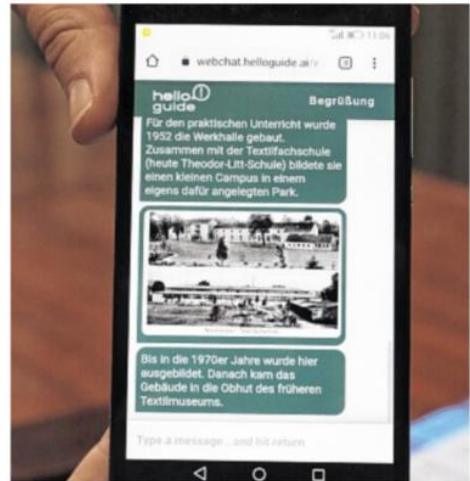 11:06
webchat.helloguide.ai/
hello
guide
Begrüßung
Für den praktischen Unterricht wurde
1952 die Werkhalle gebaut.
Zusammen mit der Textilfachschule
(heute Theodor-Litt-Schule) bildete sie
einen kleinen Campus in einem
eigens dafür angelegten Park.
Bis in die 1970er Jahre wurde hier
ausgebildet. Danach kam das
Gebäude in die Obhut des früheren
Textilmuseums.
Type a message...and hit return